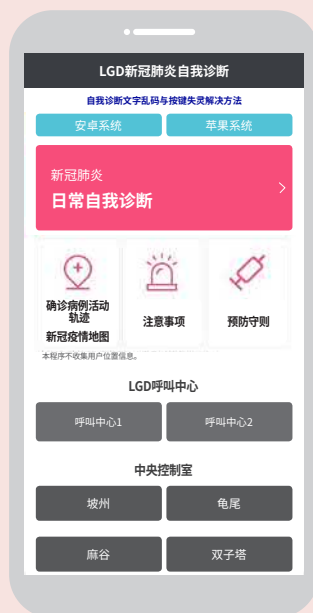 LGD新冠肺炎自我诊断
自我诊断文字乱码与按键失灵解决方法
安卓系统
苹果系统
新冠肺炎
日常自我诊断
确诊病例活动
轨迹
新冠疫情地图
注意事项
预防守则
本程序不收集用户位置信息。
LGD呼叫中心
呼叫中心1
呼叫中心2
中央控制室
坡州
龟尾
麻谷
双子塔